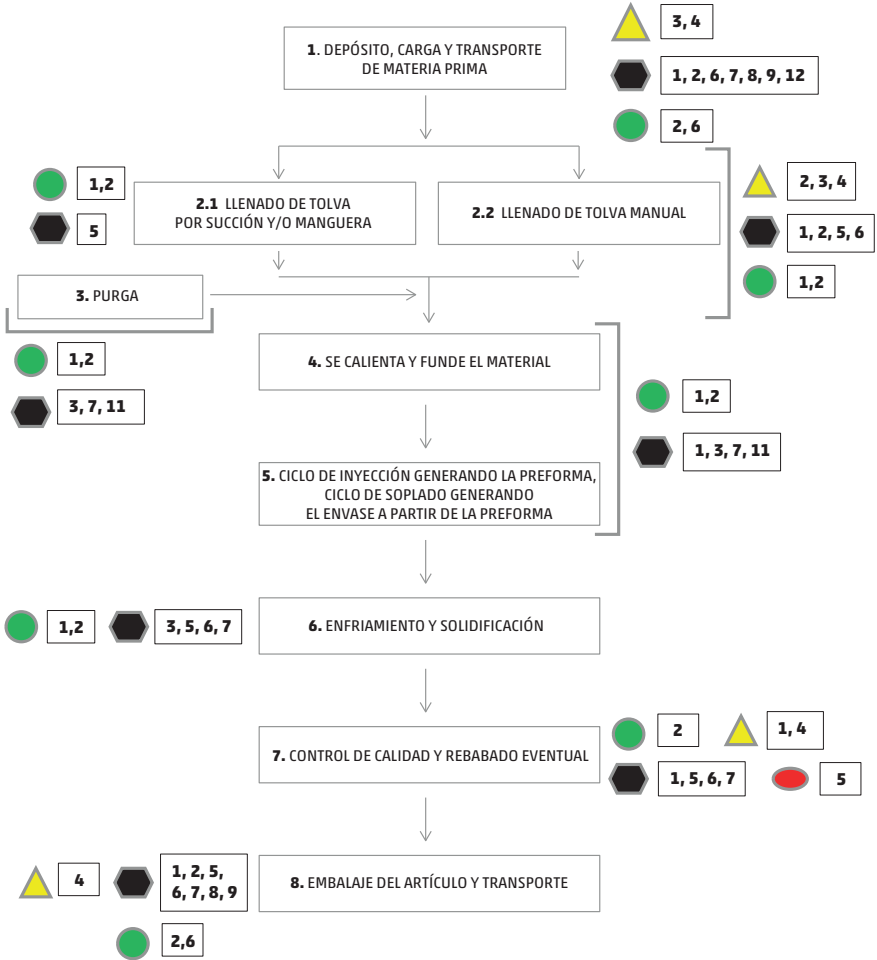 1. DEPÓSITO, CARGA Y TRANSPORTE
DE MATERIA PRIMA
3, 4
1, 2, 6, 7, 8, 9, 12
2, 6
1,2
5
2.1 LLENADO DE TOLVA
POR SUCCIÓN Y/O MANGUERA
2.2 LLENADO DE TOLVA MANUAL
2, 3, 4
1, 2, 5, 6
1,2
3. PURGA
1,2
3, 7, 11
4. SE CALIENTA Y FUNDE EL MATERIAL
1,2
1, 3, 7, 11
5. CICLO DE INYECCIÓN GENERANDO LA PREFORMA,
CICLO DE SOPLADO GENERANDO
EL ENVASE A PARTIR DE LA PREFORMA
1,2
3, 5, 6, 7
6. ENFRIAMIENTO Y SOLIDIFICACIÓN
7. CONTROL DE CALIDAD Y REBABADO EVENTUAL
2
1, 4
1, 5, 6, 7
5
4
1, 2, 5,
6, 7, 8, 9
8. EMBALAJE DEL ARTÍCULO Y TRANSPORTE
2,6